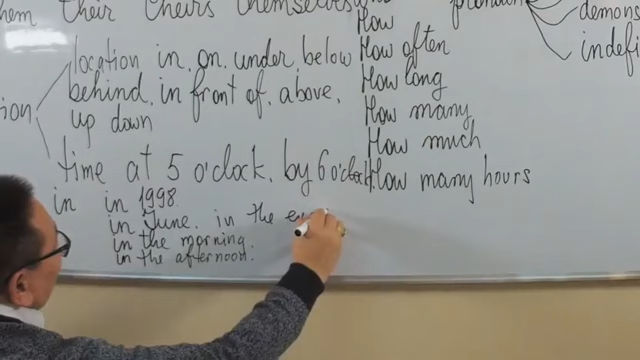 them their theirs themselves
pronoun
demons
indefi
How
How often
How long
How many
How much
How many hours
location in. on. under. below
behind. in front of. above.
up down
time at 5 o'clock. by 6 o'clock.
in in 1998.
in June. in the
in the morning.
in the afternoon.